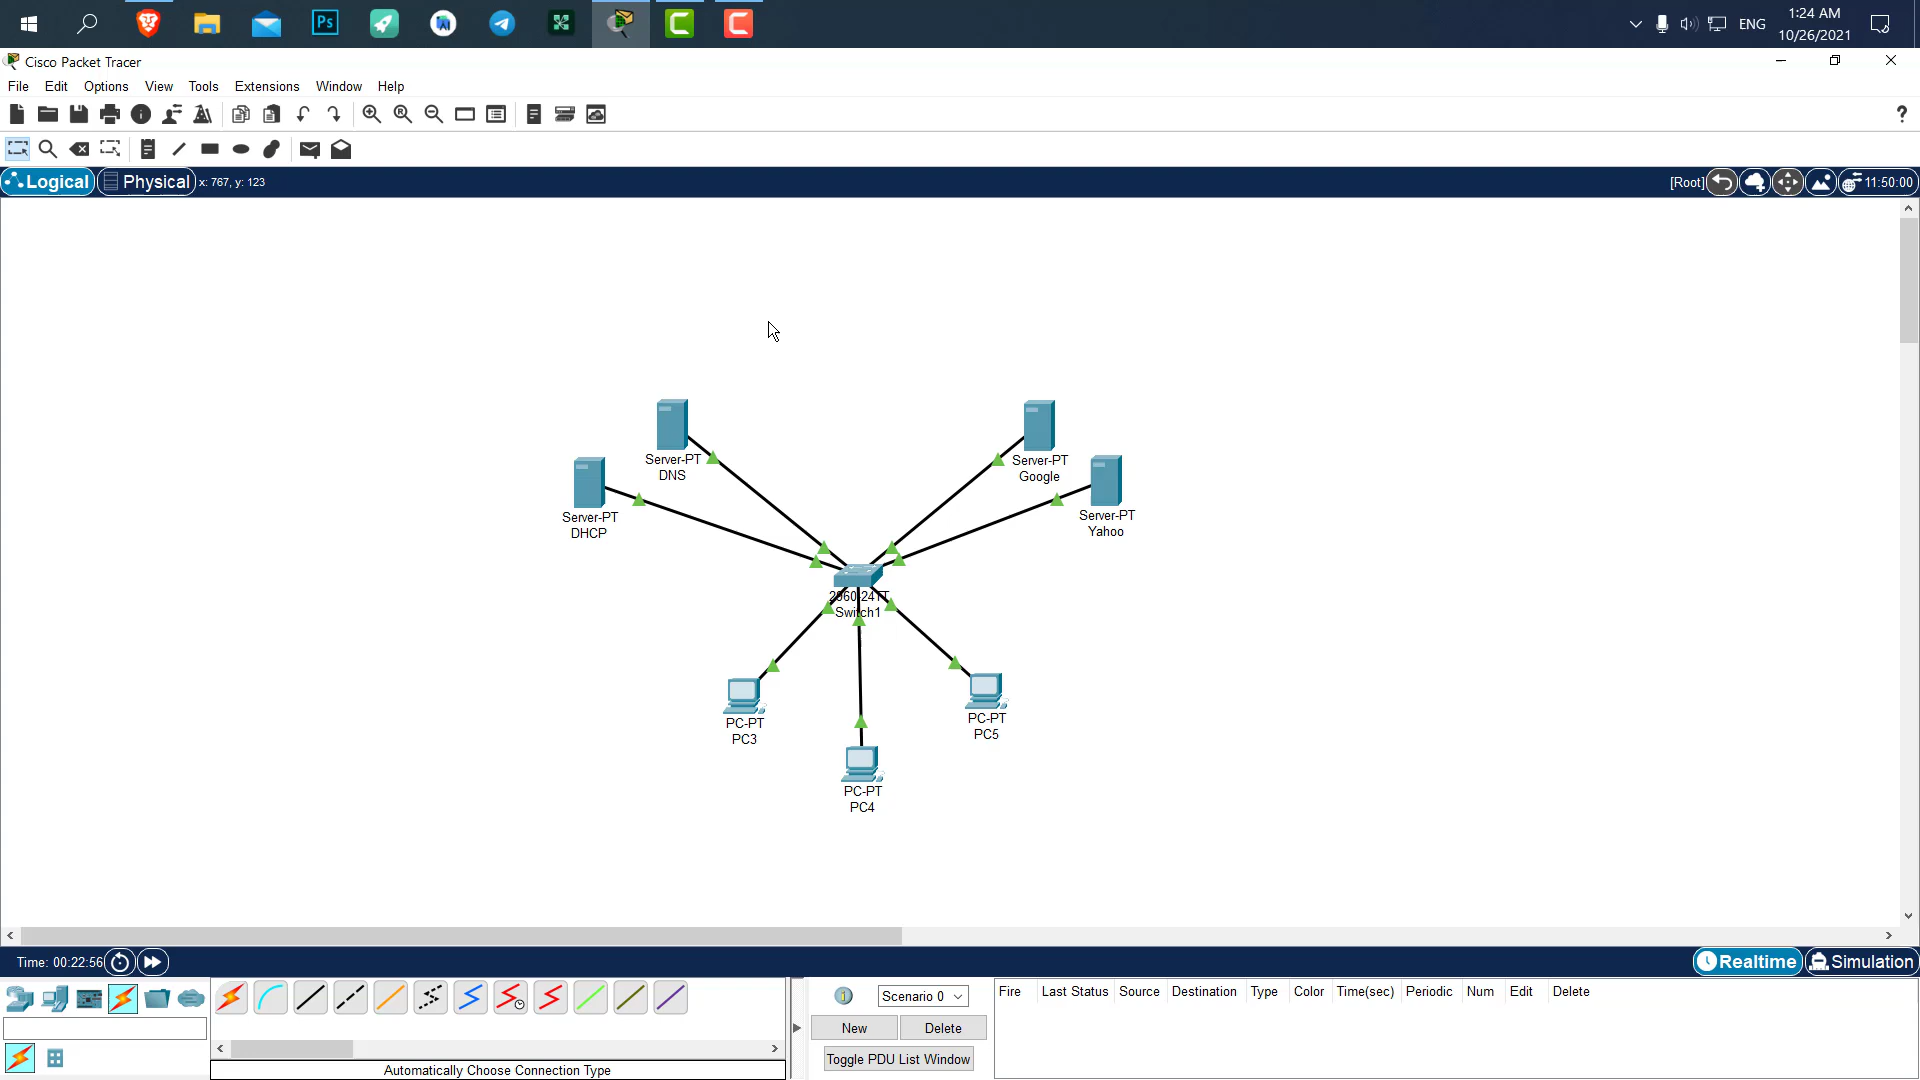 Ps
ENG
1:24 AM
10/26/2021
Cisco Packet Tracer
File Edit Options View Tools Extensions Window Help
?
Logical Physical x: 767, y: 123 [Root] 11:50:00
Server-PT
DNS
Server-PT
Google
Server-PT
DHCP
Server-PT
Yahoo
2960-24TT
Switch1
PC-PT
PC3
PC-PT
PC5
PC-PT
PC4
Time: 00:22:56 Realtime Simulation
Scenario 0
New Delete
Toggle PDU List Window
Fire Last Status Source Destination Type Color Time(sec) Periodic Num Edit Delete
Automatically Choose Connection Type